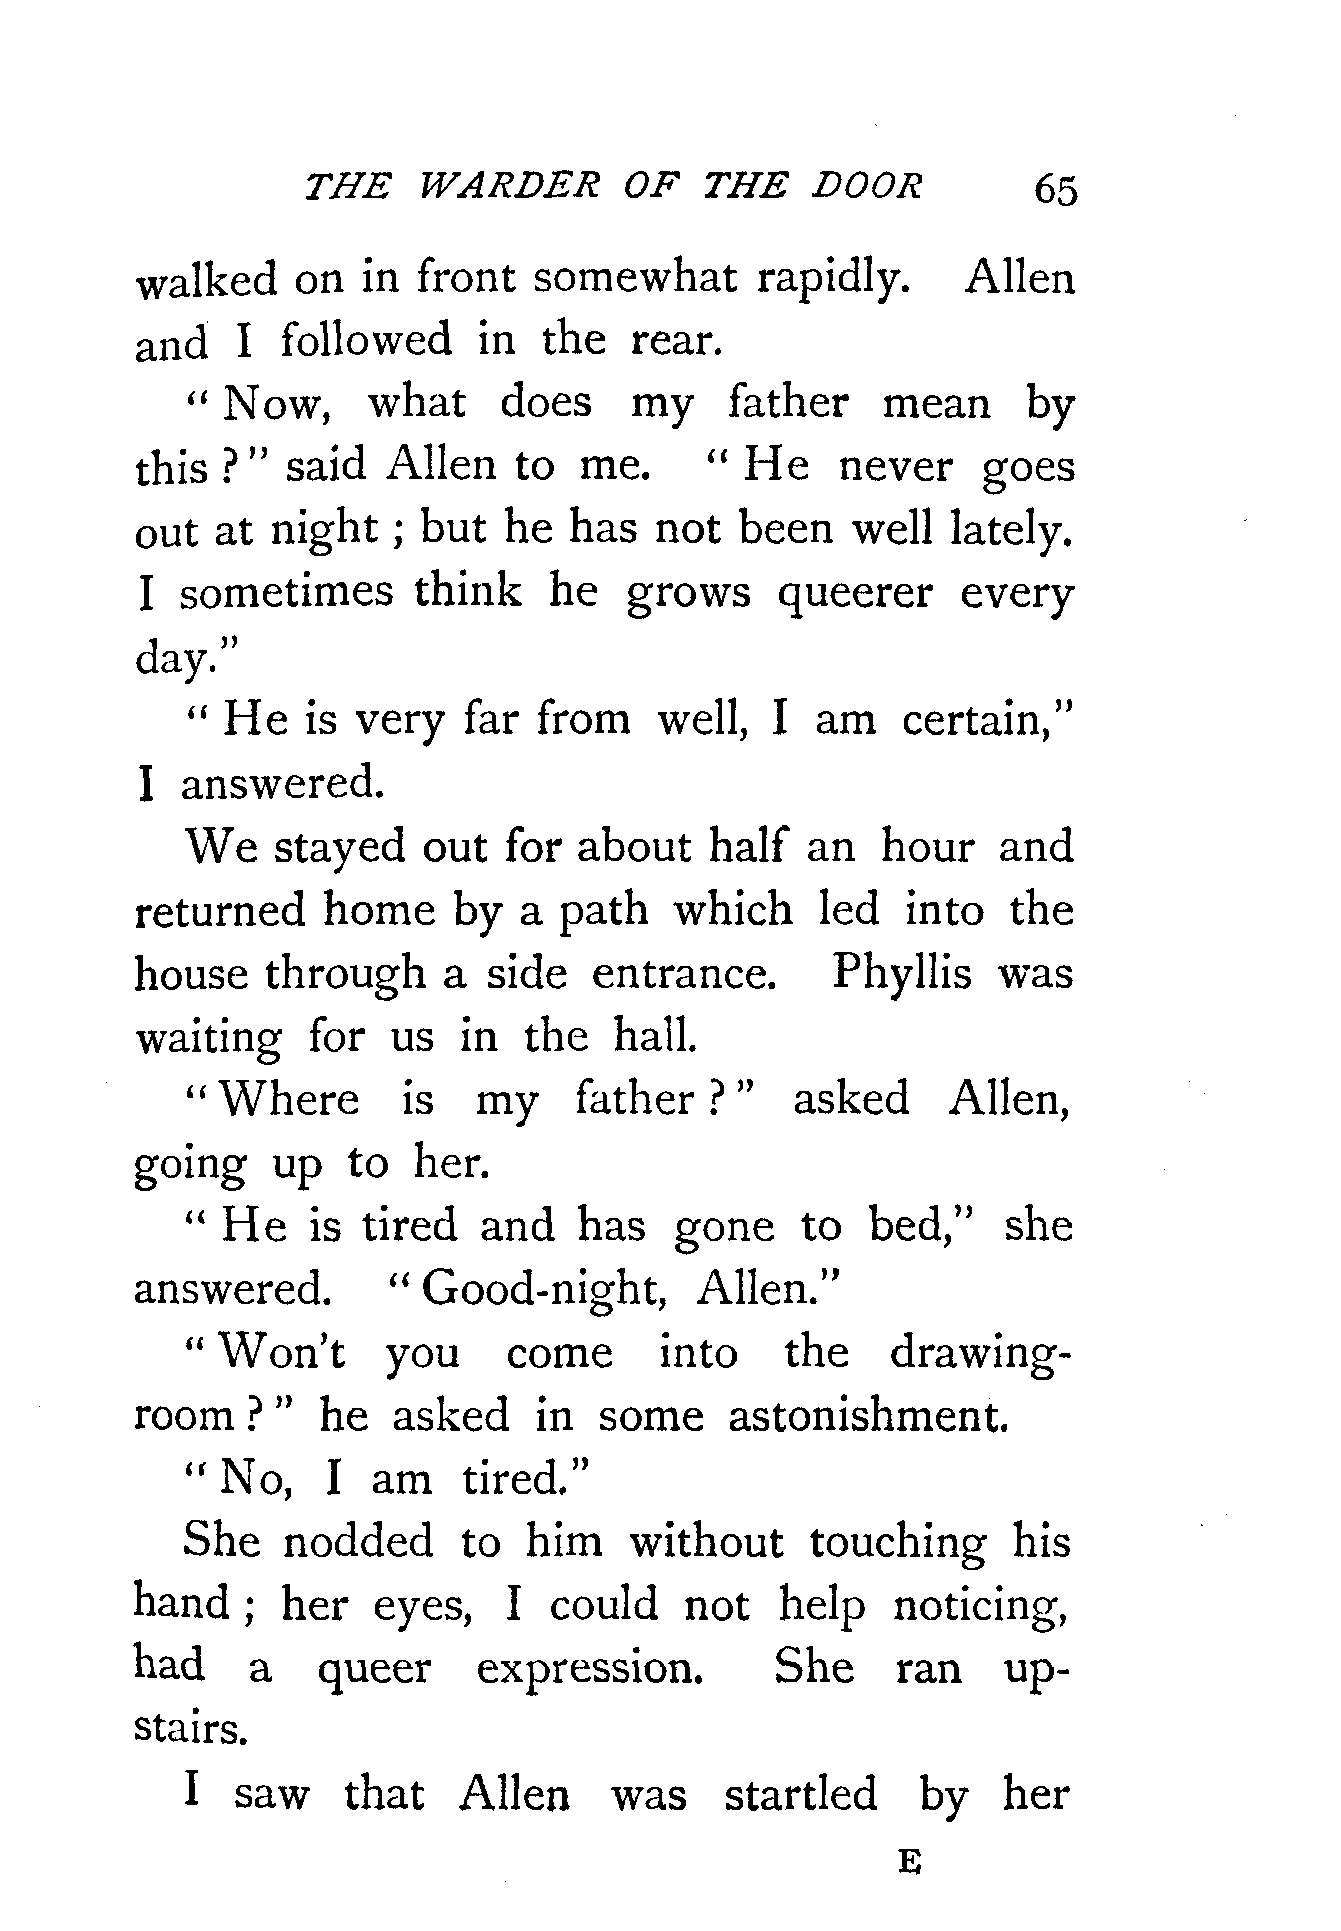 THE WARDER OF THE DOOR 65
walked on in front somewhat rapidly. Allen
and I followed in the rear.
" Now, what does my father mean by
this ?" said Allen to me. " He never goes
out at night ; but he has not been well lately.
I sometimes think he grows queerer every
day."
" He is very far from well, I am certain,"
I answered.
We stayed out for about half an hour and
returned home by a path which led into the
house through a side entrance. Phyllis was
waiting for us in the hall.
" Where is my father ? " asked Allen,
going up to her.
" He is tired and has gone to bed," she
answered. " Good-night, Allen."
" Won't you come into the drawing-
room ? " he asked in some astonishment.
" No, I am tired."
She nodded to him without touching his
hand ; her eyes, I could not help noticing,
had a queer expression. She ran up-
stairs.
I saw that Allen was startled by her
E